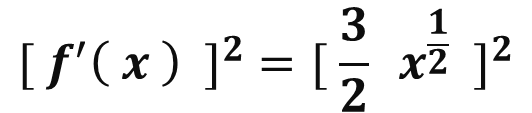 [ f′( x ) ]² = [ 3/2 x^(1/2) ]²